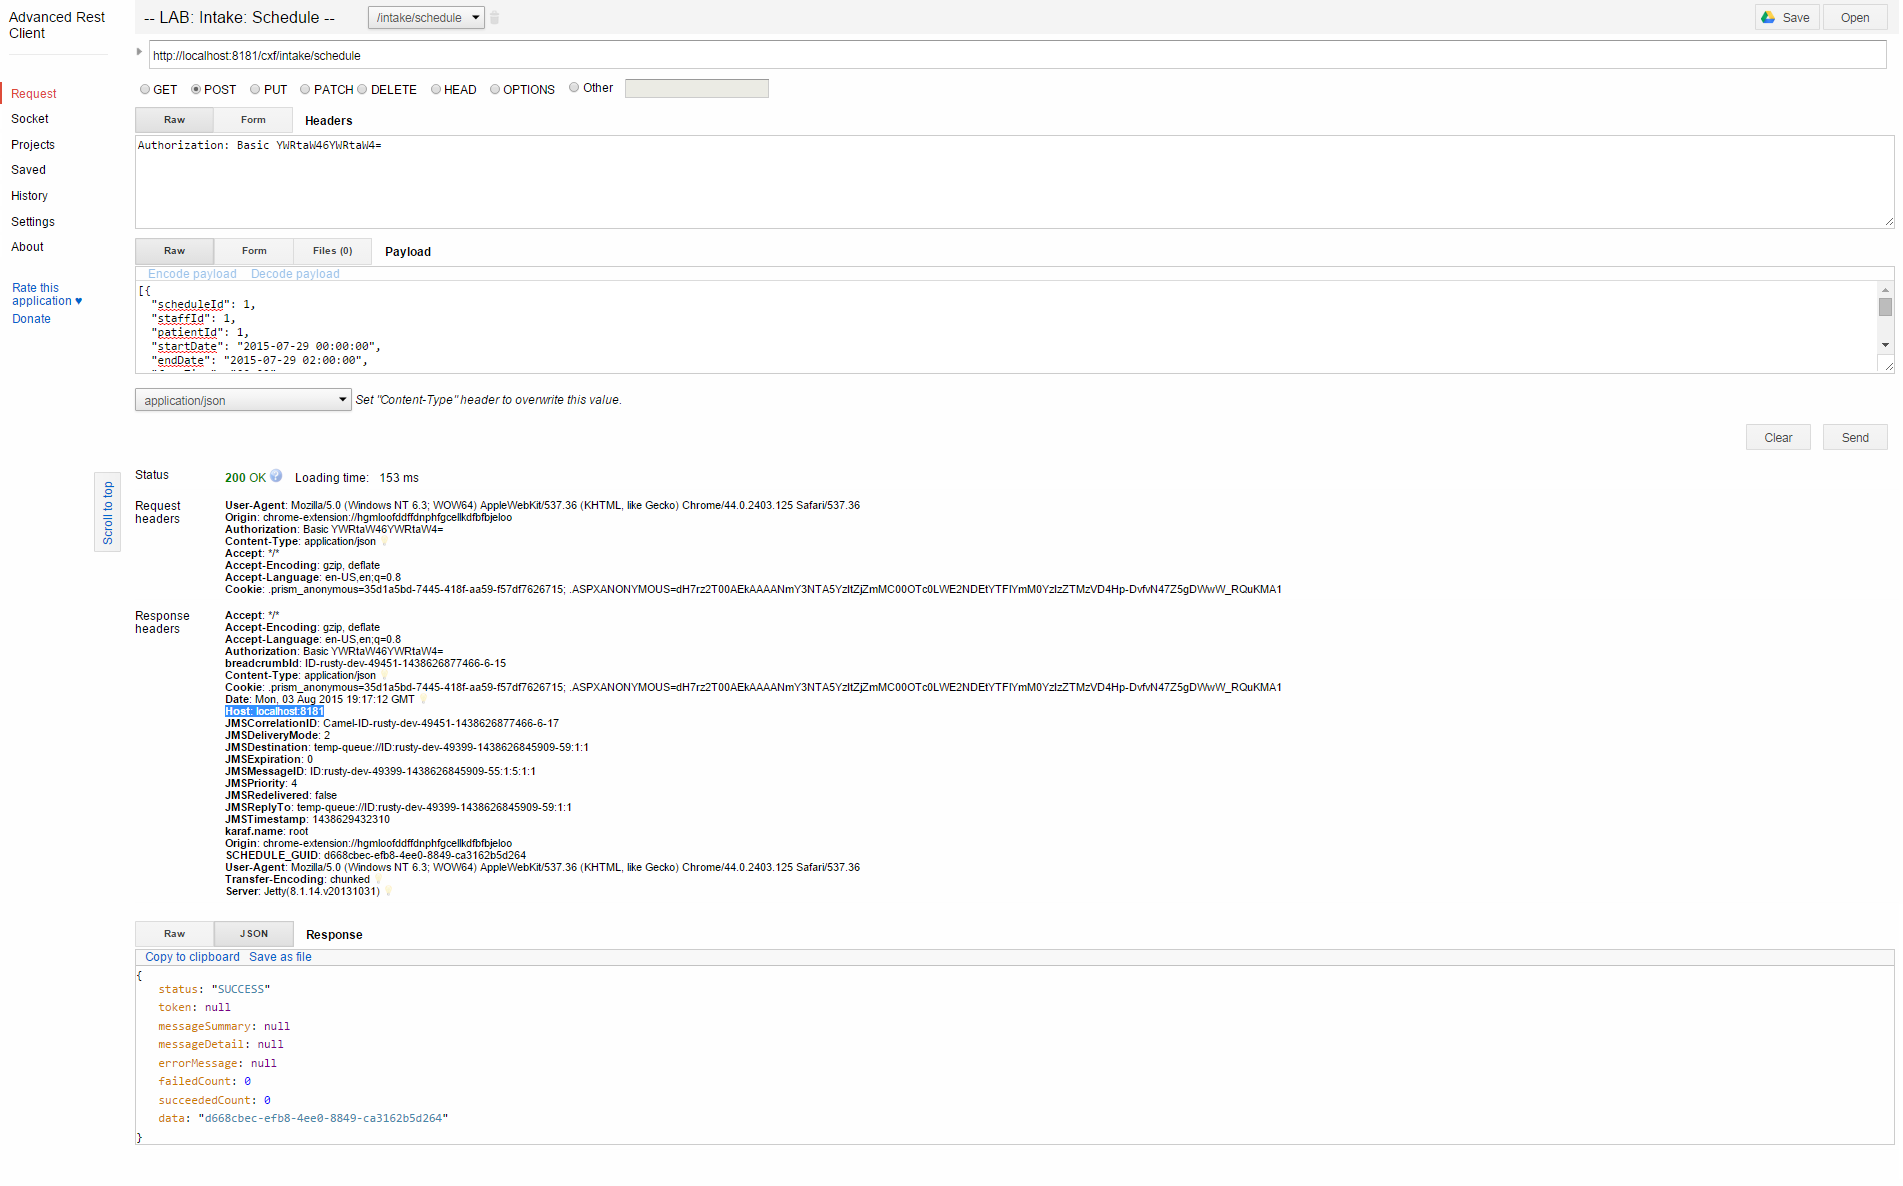 Advanced Rest
Client
Request
Socket
Projects
Saved
History
Settings
About
Rate this
application ♥
Donate
-- LAB: Intake: Schedule --
/intake/schedule
Save
Open
http://localhost:8181/cxf/intake/schedule
GET POST PUT PATCH DELETE HEAD OPTIONS Other
Raw Form Headers
Authorization: Basic YWRtaW46YWRtaW4=
Raw Form Files (0) Payload
Encode payload Decode payload
[{
"scheduleId": 1,
"staffId": 1,
"patientId": 1,
"startDate": "2015-07-29 00:00:00",
"endDate": "2015-07-29 02:00:00",
application/json Set "Content-Type" header to overwrite this value.
Clear Send
Scroll to top
Status 200 OK Loading time: 153 ms
Request
headers
User-Agent: Mozilla/5.0 (Windows NT 6.3; WOW64) AppleWebKit/537.36 (KHTML, like Gecko) Chrome/44.0.2403.125 Safari/537.36
Origin: chrome-extension://hgmloofddffdnphfgcellkdfbfbjeloo
Authorization: Basic YWRtaW46YWRtaW4=
Content-Type: application/json
Accept: */*
Accept-Encoding: gzip, deflate
Accept-Language: en-US,en;q=0.8
Cookie: .prism_anonymous=35d1a5bd-7445-418f-aa59-f57df7626715; .ASPXANONYMOUS=dH7rz2T00AEkAAAANmY3NTA5YzItZjZmMC00OTc0LWE2NDEtYTFlYmM0YzIzZTMzVD4Hp-DvfvN47Z5gDWwW_RQuKMA1
Response
headers
Accept: */*
Accept-Encoding: gzip, deflate
Accept-Language: en-US,en;q=0.8
Authorization: Basic YWRtaW46YWRtaW4=
breadcrumbId: ID-rusty-dev-49451-1438626877466-6-15
Content-Type: application/json
Cookie: .prism_anonymous=35d1a5bd-7445-418f-aa59-f57df7626715; .ASPXANONYMOUS=dH7rz2T00AEkAAAANmY3NTA5YzItZjZmMC00OTc0LWE2NDEtYTFlYmM0YzIzZTMzVD4Hp-DvfvN47Z5gDWwW_RQuKMA1
Date: Mon, 03 Aug 2015 19:17:12 GMT
Host: localhost:8181
JMSCorrelationID: Camel-ID-rusty-dev-49451-1438626877466-6-17
JMSDeliveryMode: 2
JMSDestination: temp-queue://ID:rusty-dev-49399-1438626845909-59:1:1
JMSExpiration: 0
JMSMessageID: ID:rusty-dev-49399-1438626845909-55:1:5:1:1
JMSPriority: 4
JMSRedelivered: false
JMSReplyTo: temp-queue://ID:rusty-dev-49399-1438626845909-59:1:1
JMSTimestamp: 1438629432310
karaf.name: root
Origin: chrome-extension://hgmloofddffdnphfgcellkdfbfbjeloo
SCHEDULE_GUID: d668cbec-efb8-4ee0-8849-ca3162b5d264
User-Agent: Mozilla/5.0 (Windows NT 6.3; WOW64) AppleWebKit/537.36 (KHTML, like Gecko) Chrome/44.0.2403.125 Safari/537.36
Transfer-Encoding: chunked
Server: Jetty(8.1.14.v20131031)
Raw JSON Response
Copy to clipboard Save as file
{
status: "SUCCESS"
token: null
messageSummary: null
messageDetail: null
errorMessage: null
failedCount: 0
succeededCount: 0
data: "d668cbec-efb8-4ee0-8849-ca3162b5d264"
}